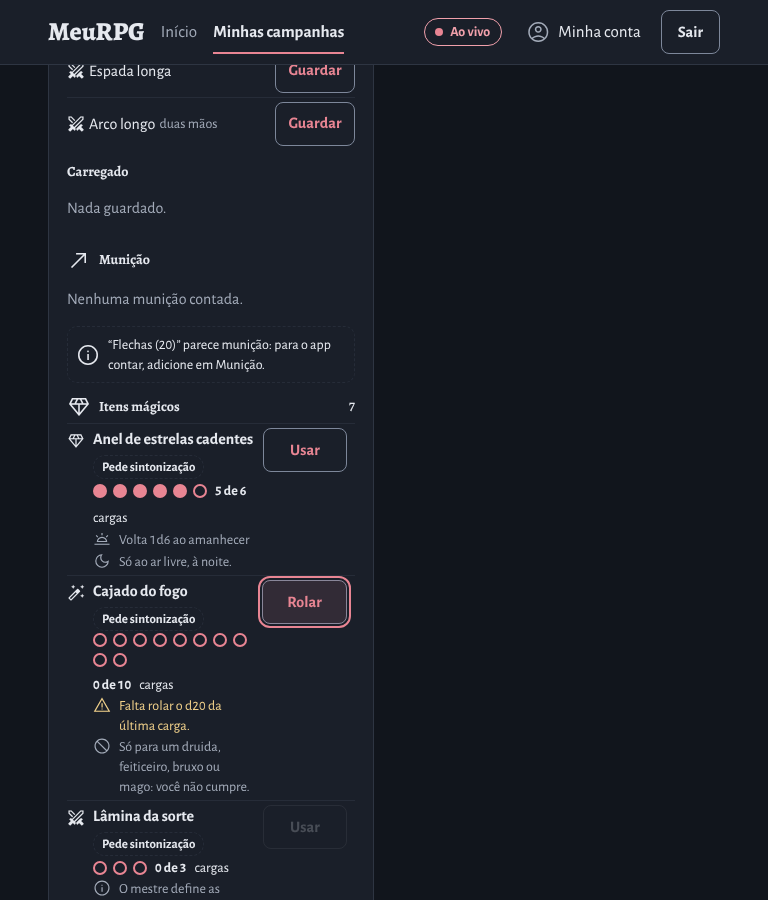 MeuRPG Início Minhas campanhas Ao vivo Minha conta Sair
Espada longa Guardar
Arco longo duas mãos Guardar
Carregado
Nada guardado.
Munição
Nenhuma munição contada.
“Flechas (20)” parece munição: para o app
contar, adicione em Munição.
Itens mágicos 7
Anel de estrelas cadentes Usar
Pede sintonização
5 de 6
cargas
Volta 1d6 ao amanhecer
Só ao ar livre, à noite.
Cajado do fogo Rolar
Pede sintonização
0 de 10 cargas
Falta rolar o d20 da
última carga.
Só para um druida,
feiticeiro, bruxo ou
mago: você não cumpre.
Lâmina da sorte Usar
Pede sintonização
0 de 3 cargas
O mestre define as